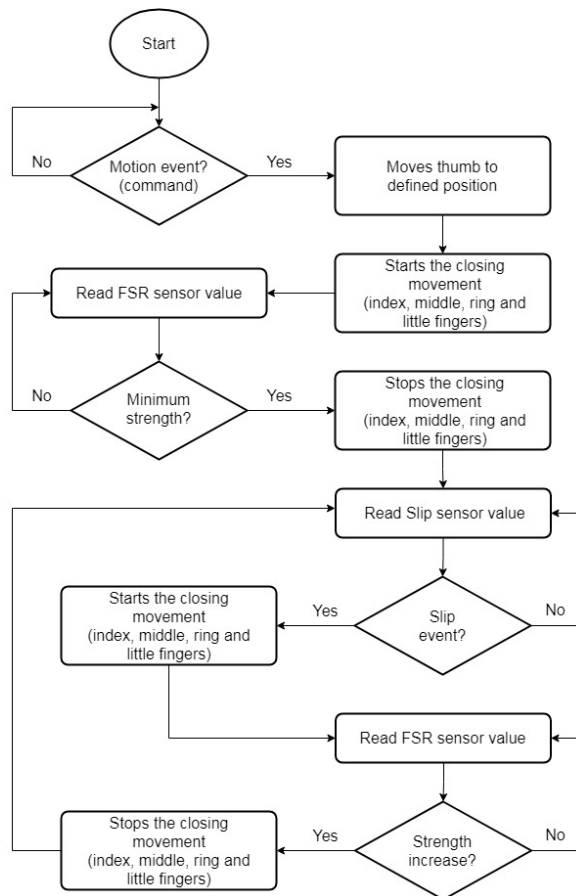 Start
No
Motion event?
(command)
Yes
Moves thumb to
defined position
Read FSR sensor value
Starts the closing
movement
(index, middle, ring and
little fingers)
No
Minimum
strength?
Yes
Stops the closing
movement
(index, middle, ring and
little fingers)
Read Slip sensor value
Starts the closing
movement
(index, middle, ring and
little fingers)
Yes
Slip
event?
No
Read FSR sensor value
Stops the closing
movement
(index, middle, ring and
little fingers)
Yes
Strength
increase?
No